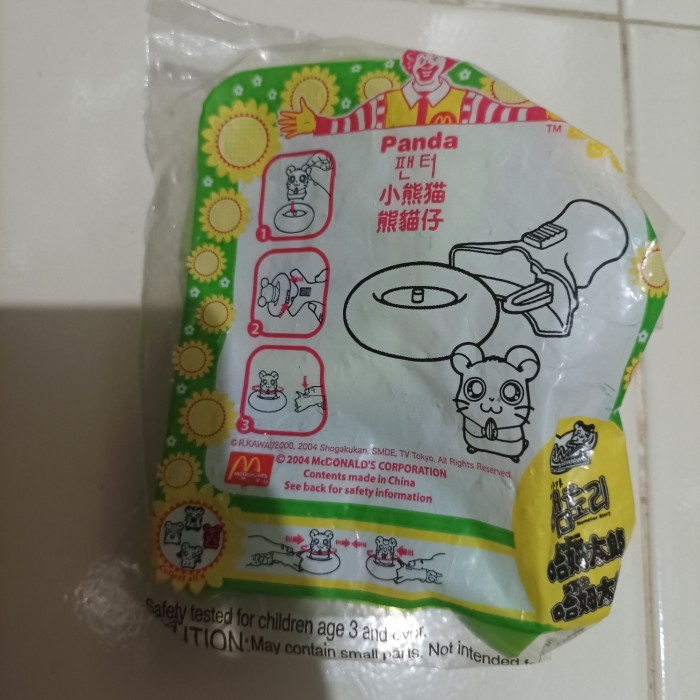 TM
Panda
팬 터
小熊猫
熊貓仔
1
2
3
© R.KAWAI/2000, 2004 Shogakukan, SMDE, TV Tokyo. All Rights Reserved.
© 2004 McDONALD'S CORPORATION
Contents made in China
See back for safety information
Safety tested for children age 3 and over.
CAUTION: May contain small parts. Not intended